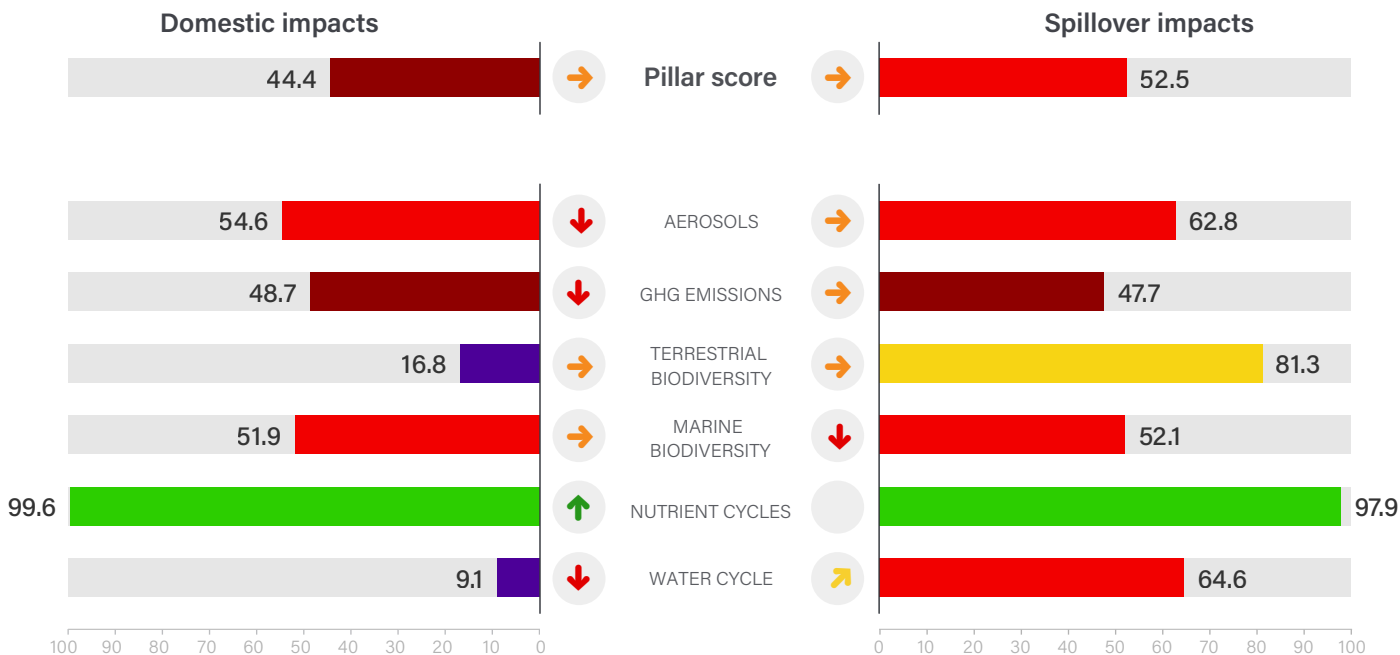 Domestic impacts
Spillover impacts
44.4
Pillar score
52.5
54.6
AEROSOLS
62.8
48.7
GHG EMISSIONS
47.7
16.8
TERRESTRIAL
BIODIVERSITY
81.3
51.9
MARINE
BIODIVERSITY
52.1
99.6
NUTRIENT CYCLES
97.9
9.1
WATER CYCLE
64.6
100 90 80 70 60 50 40 30 20 10 0
0 10 20 30 40 50 60 70 80 90 100